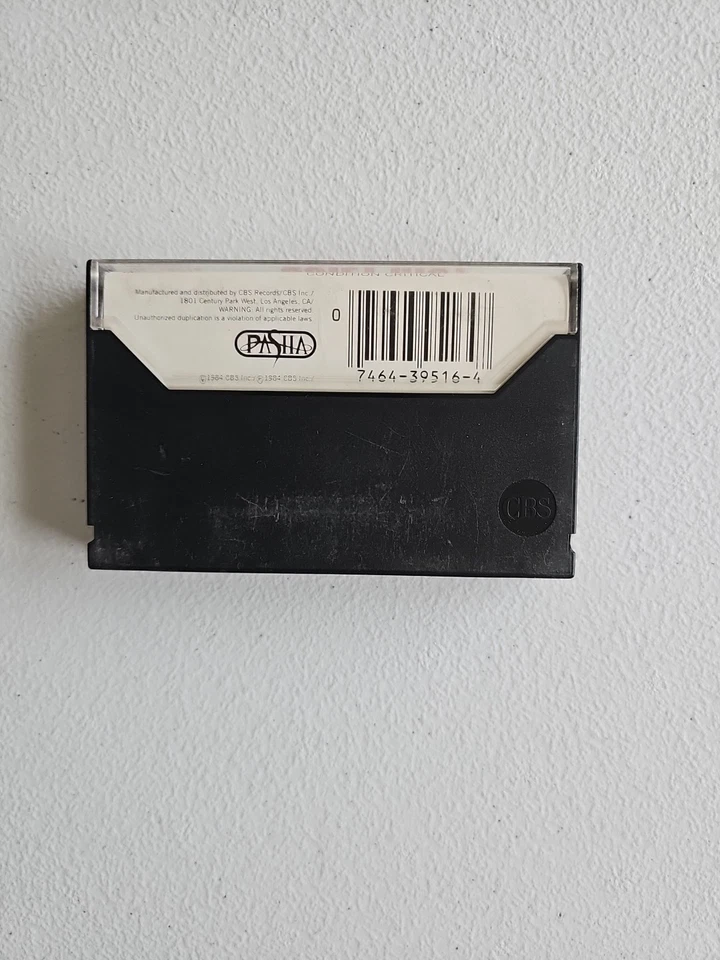 CONDITION CRITICAL
Manufactured and distributed by CBS Records/CBS Inc./
1801 Century Park West, Los Angeles, CA/
WARNING: All rights reserved.
Unauthorized duplication is a violation of applicable laws.
PASHA
© 1984 CBS Inc./℗ 1984 CBS Inc.
0
7464-39516-4
CBS